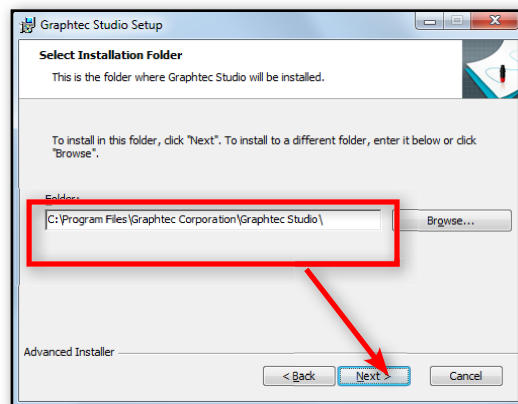 Graphtec Studio Setup
Select Installation Folder
This is the folder where Graphtec Studio will be installed.
To install in this folder, click "Next". To install to a different folder, enter it below or click
"Browse".
Folder:
C:\Program Files\Graphtec Corporation\Graphtec Studio\
Browse...
Advanced Installer
< Back
Next >
Cancel